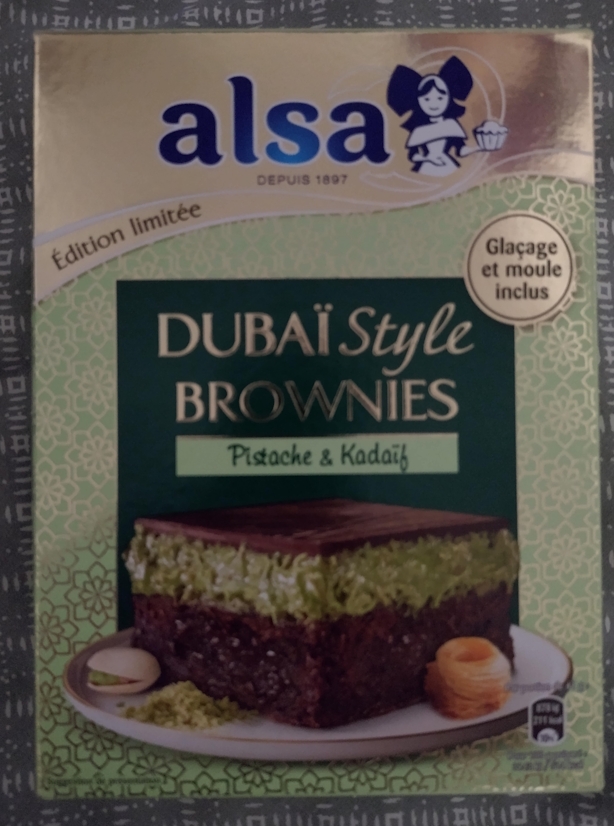 alsa
DEPUIS 1897
Édition limitée
Glaçage
et moule
inclus
DUBAÏ Style
BROWNIES
Pistache & Kadaïf